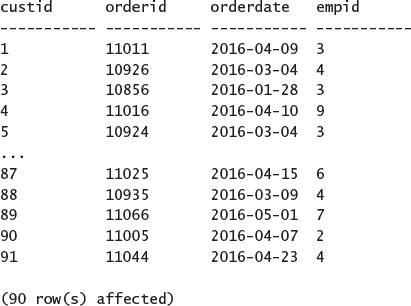 custid      orderid     orderdate   empid
----------- ----------- ----------- -----------
1           11011       2016-04-09  3
2           10926       2016-03-04  4
3           10856       2016-01-28  3
4           11016       2016-04-10  9
5           10924       2016-03-04  3
...
87          11025       2016-04-15  6
88          10935       2016-03-09  4
89          11066       2016-05-01  7
90          11005       2016-04-07  2
91          11044       2016-04-23  4
(90 row(s) affected)